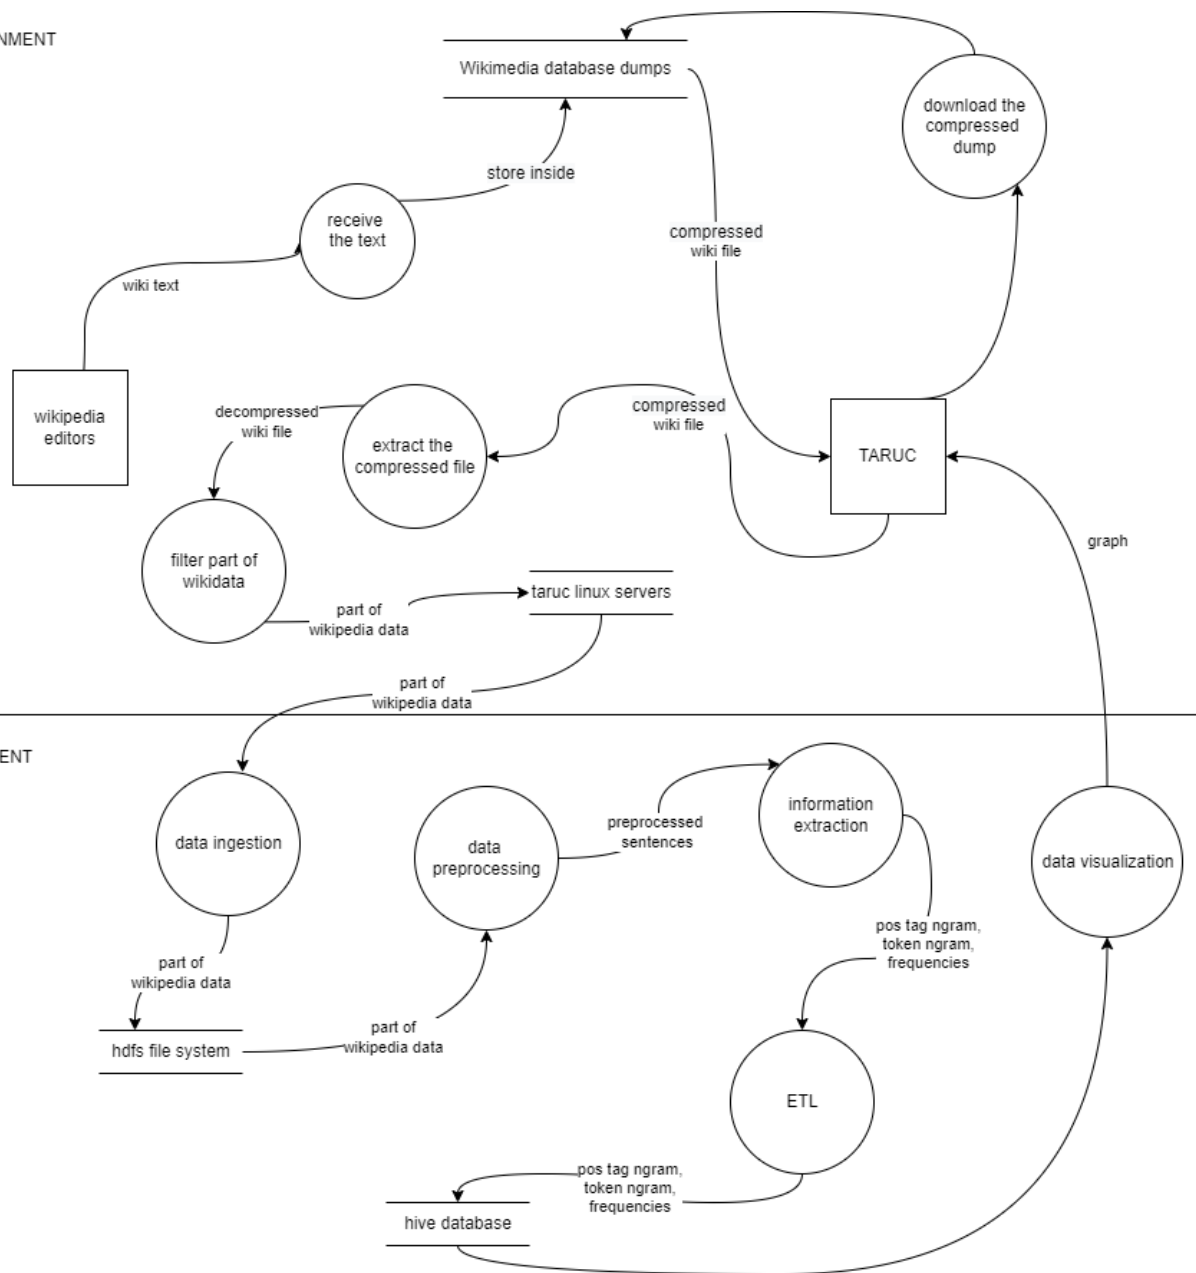 NMENT
Wikimedia database dumps
download the
compressed
dump
store inside
receive
the text
compressed
wiki file
wiki text
wikipedia
editors
decompressed
wiki file
extract the
compressed file
compressed
wiki file
TARUC
graph
filter part of
wikidata
part of
wikipedia data
taruc linux servers
part of
wikipedia data
ENT
data ingestion
data
preprocessing
preprocessed
sentences
information
extraction
data visualization
pos tag ngram,
token ngram,
frequencies
part of
wikipedia data
hdfs file system
part of
wikipedia data
ETL
pos tag ngram,
token ngram,
frequencies
hive database